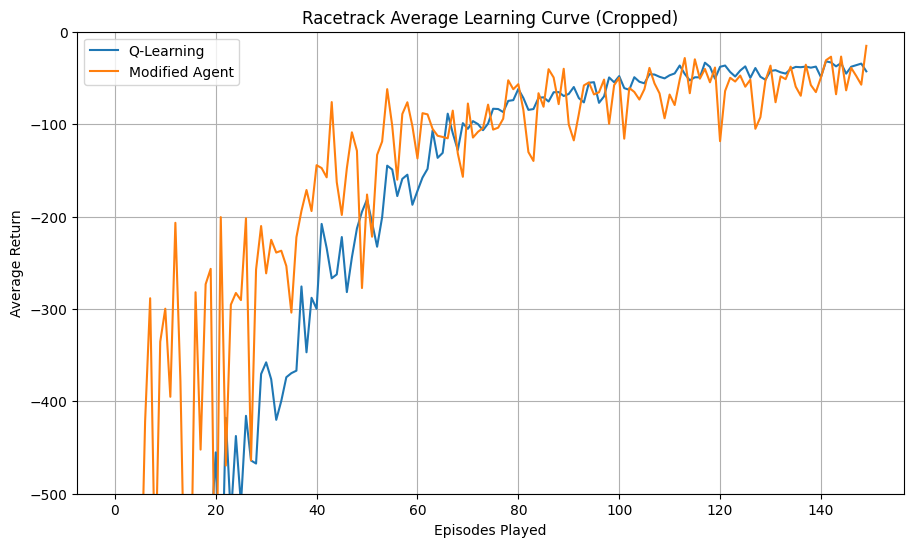 Racetrack Average Learning Curve (Cropped)
Q-Learning
Modified Agent
Average Return
0
−100
−200
−300
−400
−500
0 20 40 60 80 100 120 140
Episodes Played